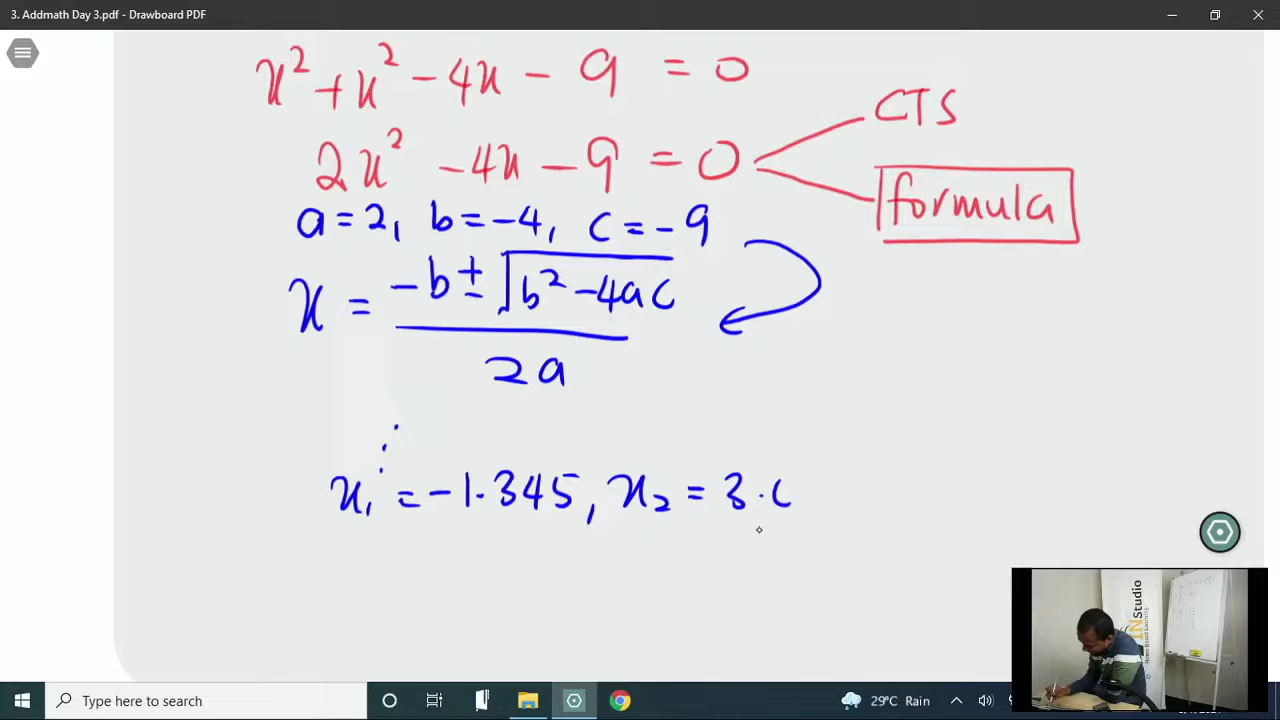 3. Addmath Day 3.pdf - Drawboard PDF
x² + x² - 4x - 9 = 0
CTS
2x² - 4x - 9 = 0
formula
a = 2, b = -4, c = -9
x = -b ± √b² - 4ac
2a
x₁ = -1.345, x₂ = 3.
INStudio
Type here to search
29°C Rain